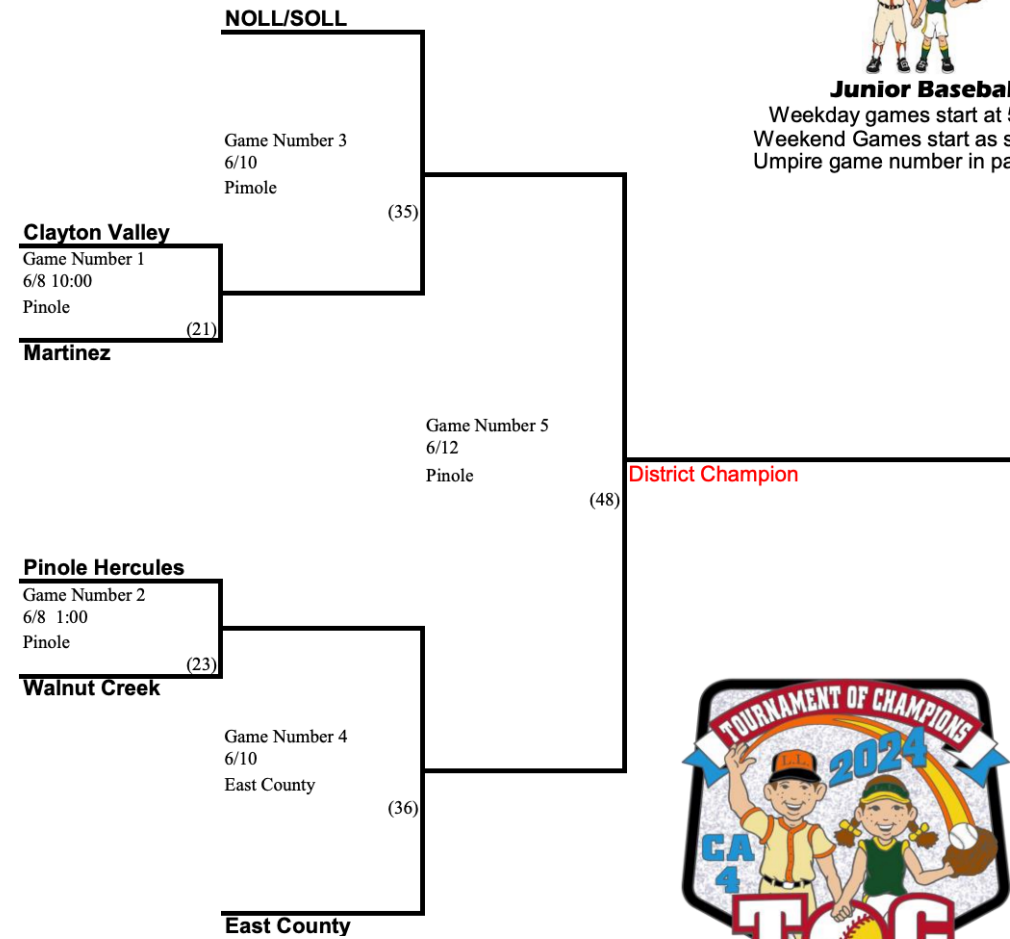 NOLL/SOLL
Game Number 3
6/10
Pimole
(35)
Clayton Valley
Game Number 1
6/8 10:00
Pinole
(21)
Martinez
Junior Basebal
Weekday games start at 5
Weekend Games start as s
Umpire game number in pa
Game Number 5
6/12
Pinole
(48)
District Champion
Pinole Hercules
Game Number 2
6/8  1:00
Pinole
(23)
Walnut Creek
Game Number 4
6/10
East County
(36)
East County
TOURNAMENT OF CHAMPIONS
2024
L.L.
CA
4
TOC